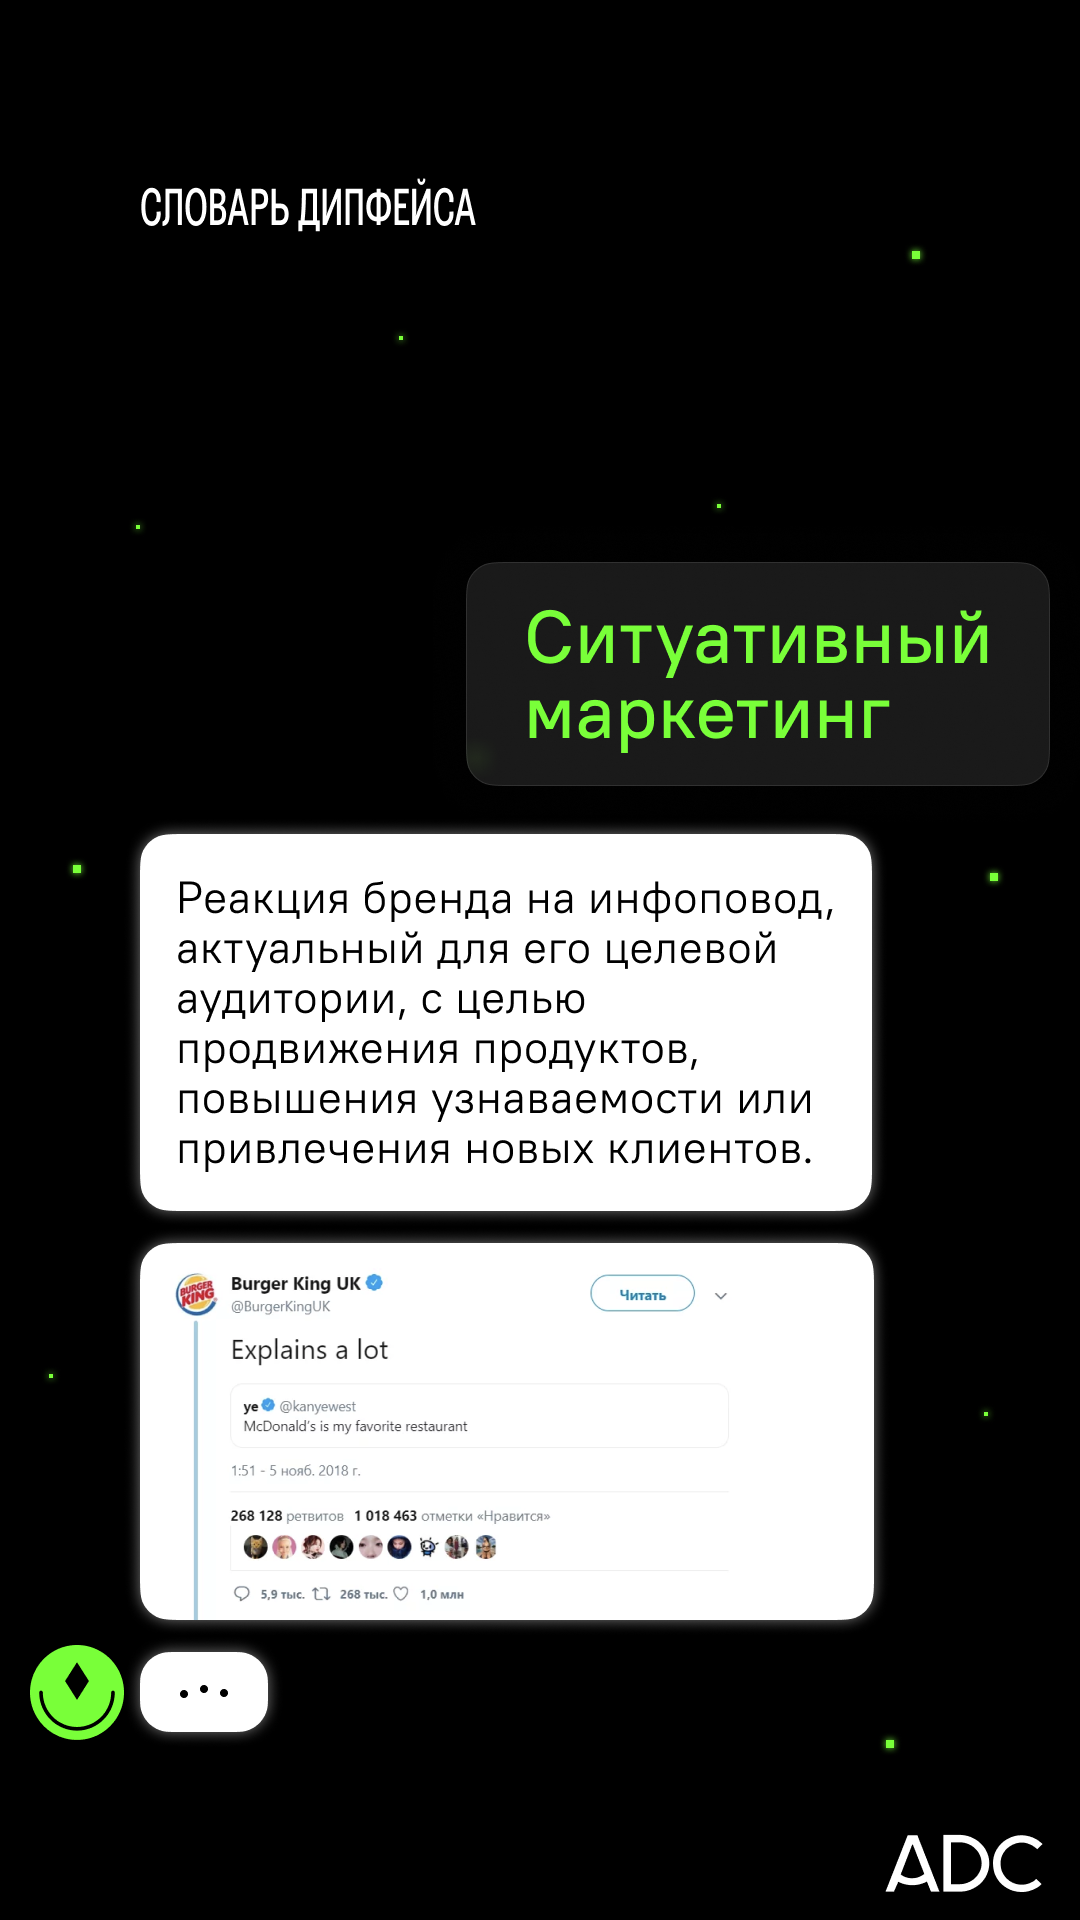 СЛОВАРЬ ДИПФЕЙСА
Ситуативный
маркетинг
Реакция бренда на инфоповод,
актуальный для его целевой
аудитории, с целью
продвижения продуктов,
повышения узнаваемости или
привлечения новых клиентов.
BURGER
KING
Burger King UK
@BurgerKingUK
Читать
Explains a lot
ye @kanyewest
McDonald's is my favorite restaurant
1:51 - 5 нояб. 2018 г.
268 128 ретвитов 1 018 463 отметки «Нравится»
5,9 тыс. 268 тыс. 1,0 млн
ADC